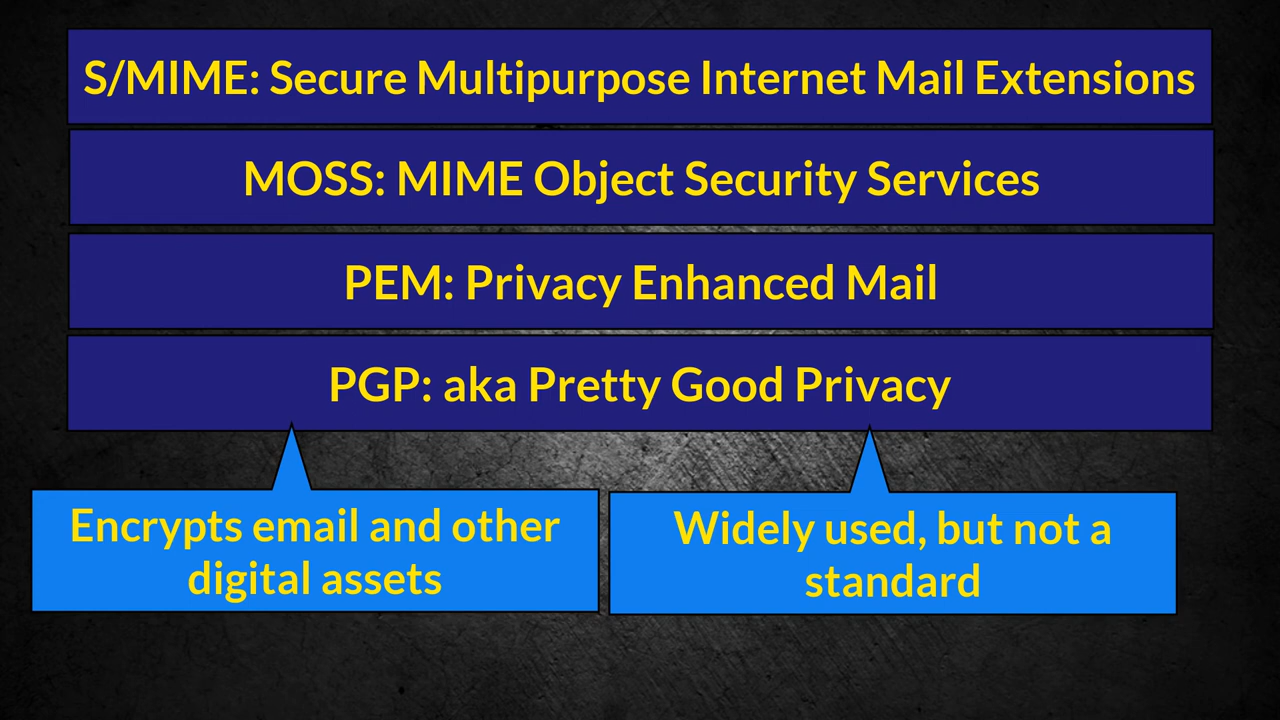 S/MIME: Secure Multipurpose Internet Mail Extensions
MOSS: MIME Object Security Services
PEM: Privacy Enhanced Mail
PGP: aka Pretty Good Privacy
Encrypts email and other
digital assets
Widely used, but not a
standard